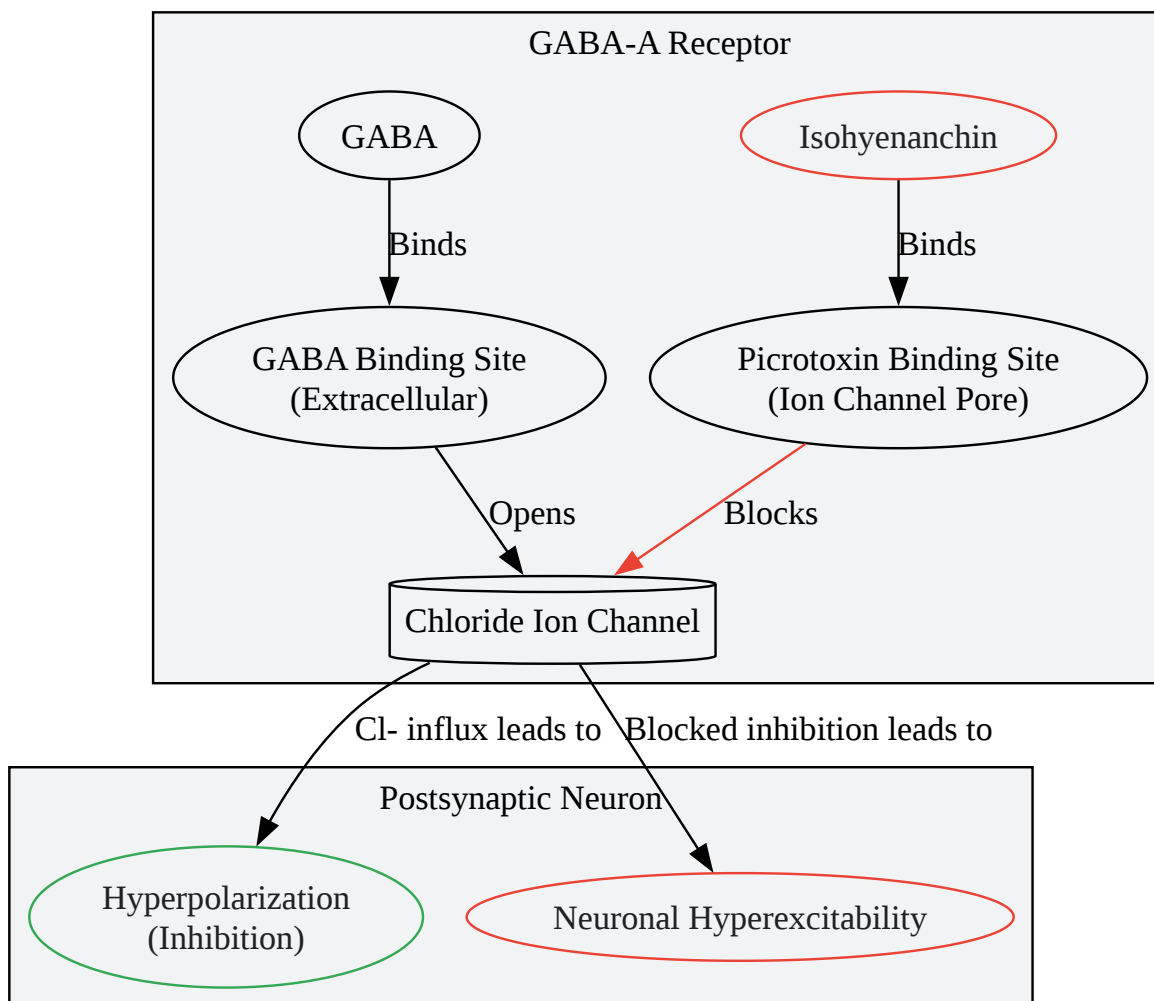 GABA-A Receptor
GABA
Isohyenanchin
Binds
Binds
GABA Binding Site
(Extracellular)
Picrotoxin Binding Site
(Ion Channel Pore)
Opens
Blocks
Chloride Ion Channel
Cl- influx leads to
Blocked inhibition leads to
Postsynaptic Neuron
Hyperpolarization
(Inhibition)
Neuronal Hyperexcitability